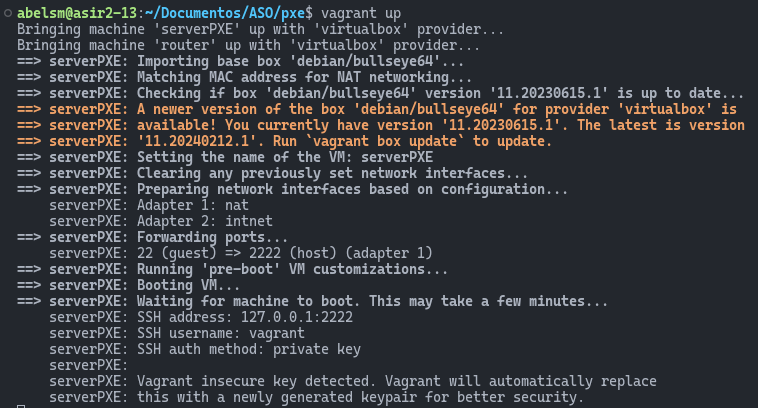 abelsm@asir2-13:~/Documentos/ASO/pxe$ vagrant up
Bringing machine 'serverPXE' up with 'virtualbox' provider...
Bringing machine 'router' up with 'virtualbox' provider...
==> serverPXE: Importing base box 'debian/bullseye64'...
==> serverPXE: Matching MAC address for NAT networking...
==> serverPXE: Checking if box 'debian/bullseye64' version '11.20230615.1' is up to date...
==> serverPXE: A newer version of the box 'debian/bullseye64' for provider 'virtualbox' is
==> serverPXE: available! You currently have version '11.20230615.1'. The latest is version
==> serverPXE: '11.20240212.1'. Run `vagrant box update` to update.
==> serverPXE: Setting the name of the VM: serverPXE
==> serverPXE: Clearing any previously set network interfaces...
==> serverPXE: Preparing network interfaces based on configuration...
    serverPXE: Adapter 1: nat
    serverPXE: Adapter 2: intnet
==> serverPXE: Forwarding ports...
    serverPXE: 22 (guest) => 2222 (host) (adapter 1)
==> serverPXE: Running 'pre-boot' VM customizations...
==> serverPXE: Booting VM...
==> serverPXE: Waiting for machine to boot. This may take a few minutes...
    serverPXE: SSH address: 127.0.0.1:2222
    serverPXE: SSH username: vagrant
    serverPXE: SSH auth method: private key
    serverPXE:
    serverPXE: Vagrant insecure key detected. Vagrant will automatically replace
    serverPXE: this with a newly generated keypair for better security.